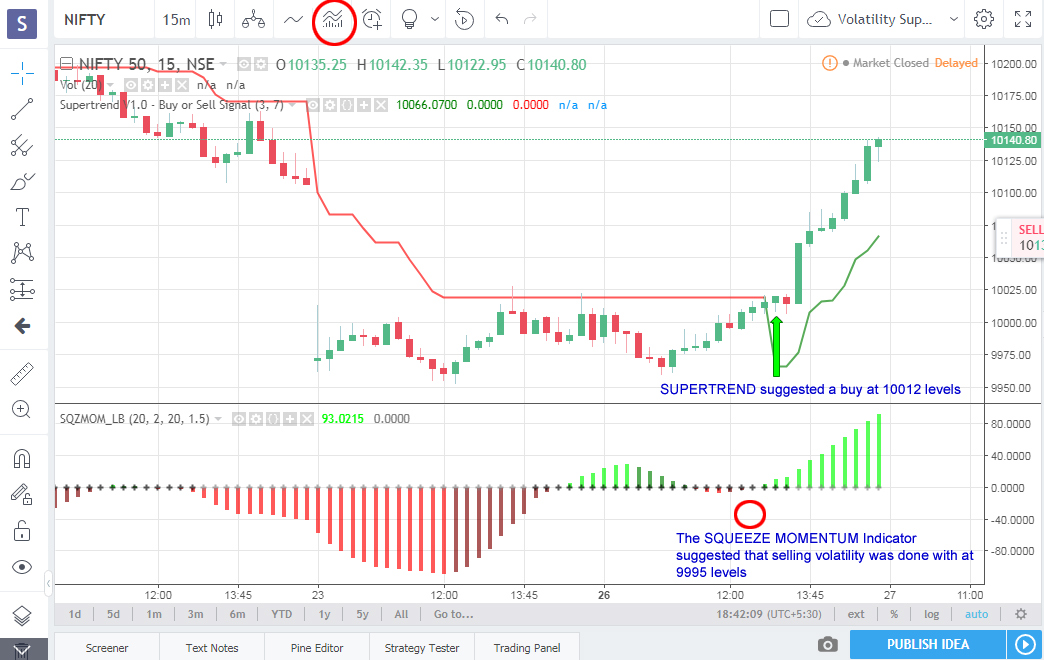 S
NIFTY
15m
Volatility Sup...
NIFTY 50, 15, NSE
O10135.25 H10142.35 L10122.95 C10140.80
Market Closed Delayed
Vol (20)
n/a n/a
Supertrend V1.0 - Buy or Sell Signal (3, 7)
10066.0700 0.0000 0.0000 n/a n/a
10200.00
10175.00
10150.00
10140.80
10125.00
10100.00
SELL
10050.00
10025.00
10000.00
9975.00
9950.00
SUPERTREND suggested a buy at 10012 levels
SQZMOM_LB (20, 2, 20, 1.5)
93.0215 0.0000
80.0000
40.0000
0.0000
-40.0000
-80.0000
The SQUEEZE MOMENTUM Indicator
suggested that selling volatility was done with at
9995 levels
12:00 13:45 23 12:00 13:45 26 12:00 13:45 27 11:00
1d 5d 1m 3m 6m YTD 1y 5y All Go to... 18:42:09 (UTC+5:30) ext % log auto
Screener Text Notes Pine Editor Strategy Tester Trading Panel
PUBLISH IDEA